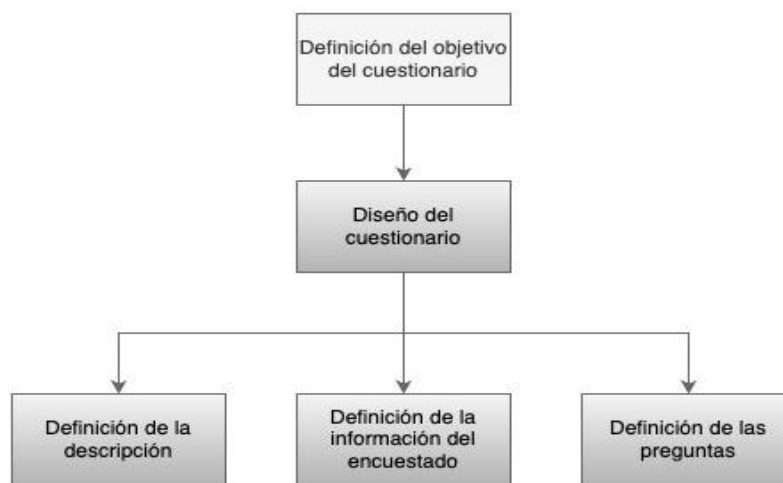 Definición del objetivo
del cuestionario
Diseño del
cuestionario
Definición de la
descripción
Definición de la
información del
encuestado
Definición de las
preguntas